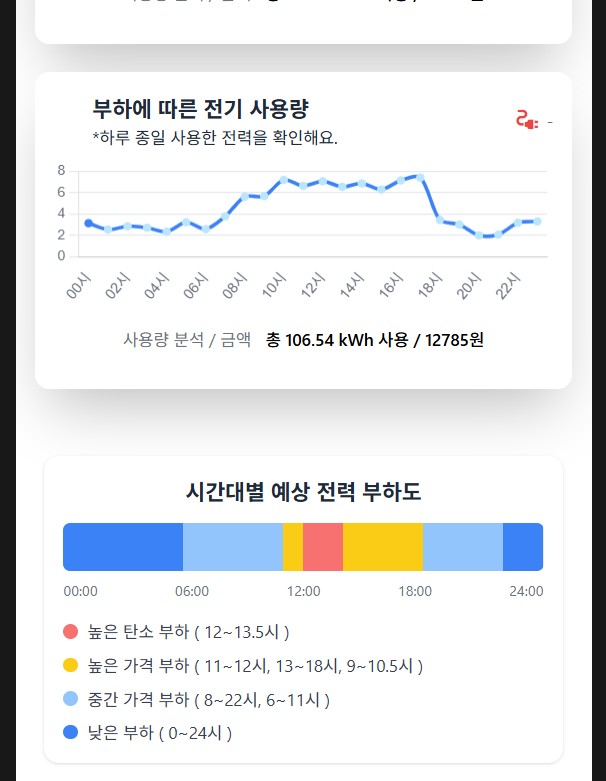 부하에 따른 전기 사용량
-
*하루 종일 사용한 전력을 확인해요.
8
6
4
2
0
00시 02시 04시 06시 08시 10시 12시 14시 16시 18시 20시 22시
사용량 분석 / 금액 총 106.54 kWh 사용 / 12785원
시간대별 예상 전력 부하도
00:00 06:00 12:00 18:00 24:00
높은 탄소 부하 ( 12~13.5시 )
높은 가격 부하 ( 11~12시, 13~18시, 9~10.5시 )
중간 가격 부하 ( 8~22시, 6~11시 )
낮은 부하 ( 0~24시 )